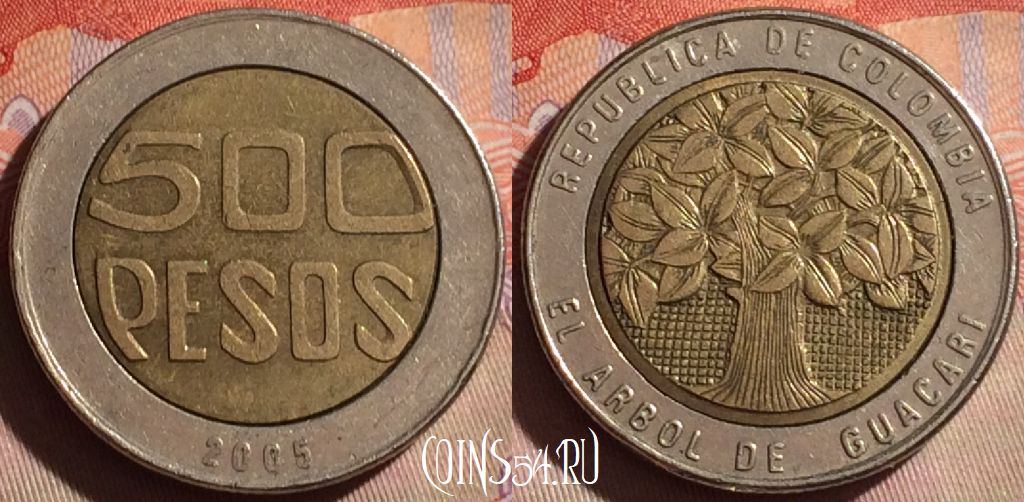 500
PESOS
2005
REPUBLICA DE COLOMBIA
EL ARBOL DE GUACARI
COINS54.RU